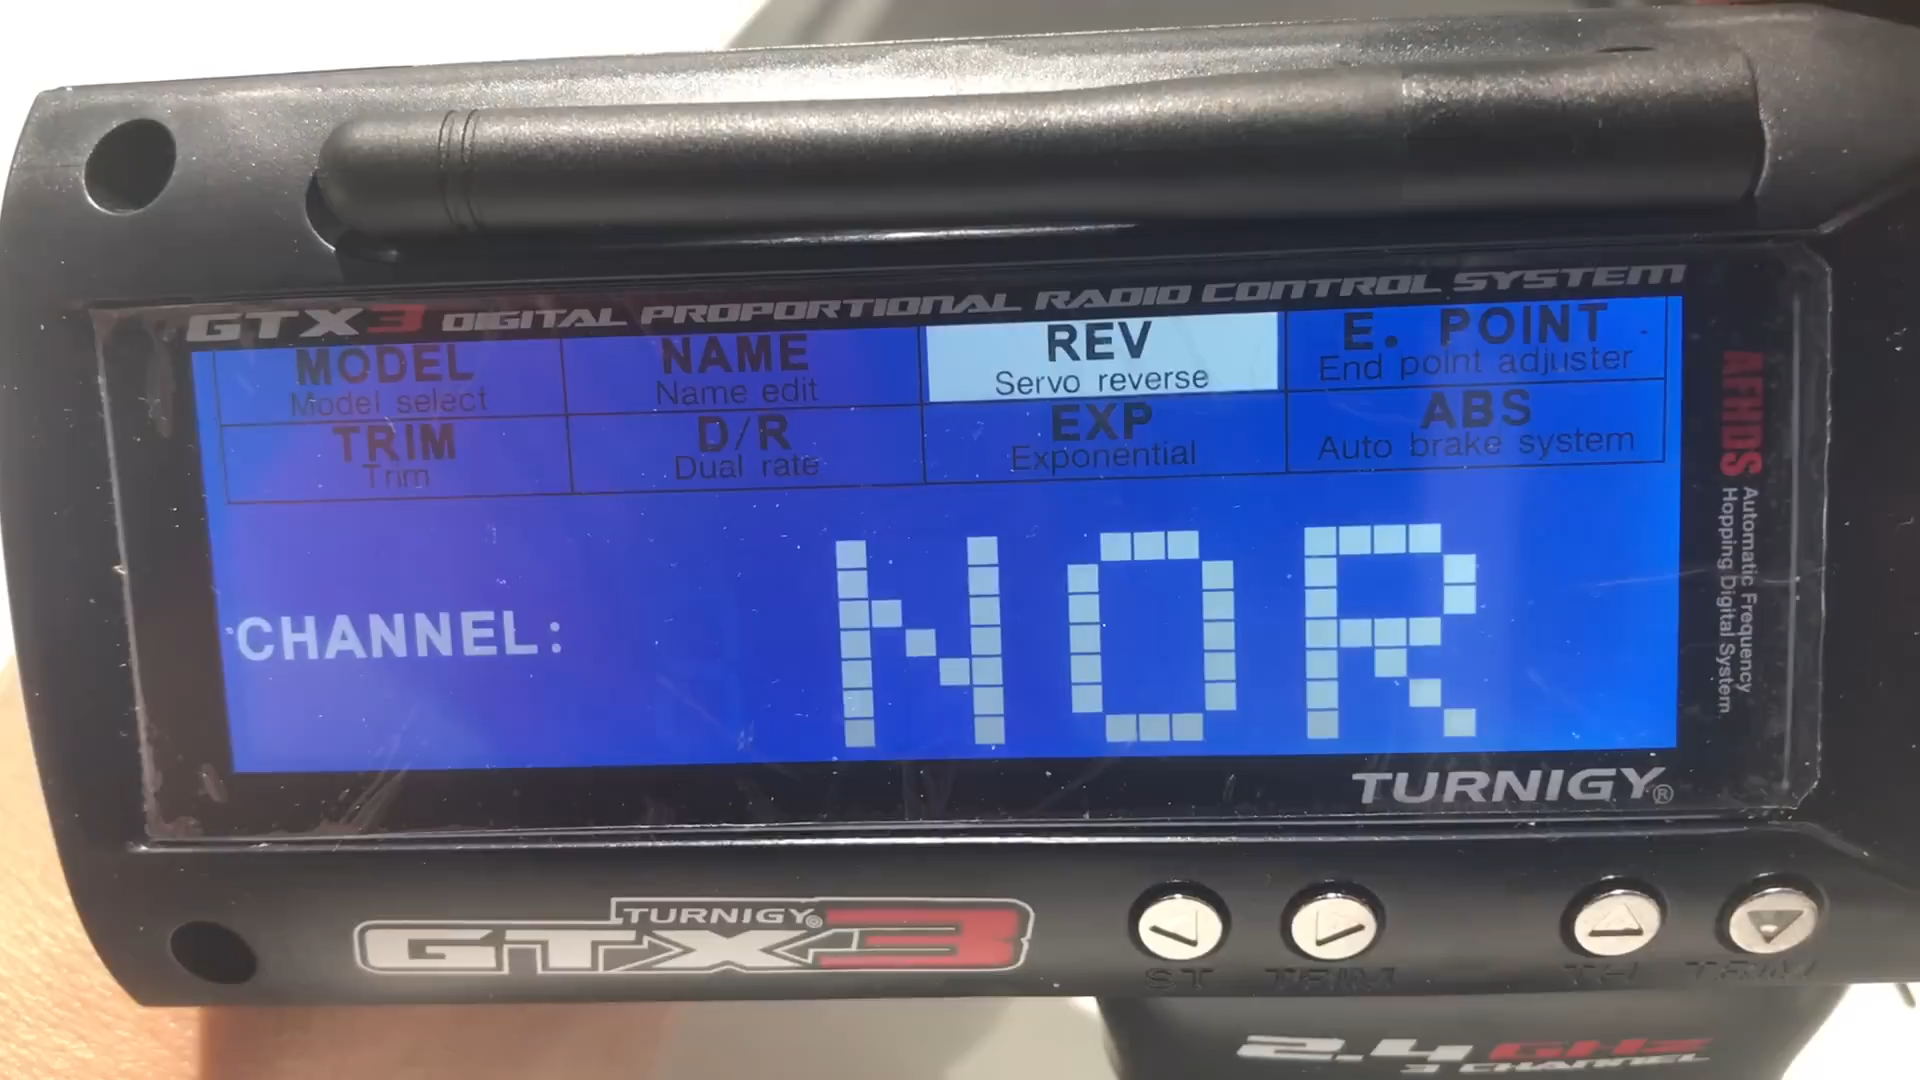 GTX3 DIGITAL PROPORTIONAL RADIO CONTROL SYSTEM
MODEL
Model select
NAME
Name edit
REV
Servo reverse
E. POINT
End point adjuster
TRIM
Trim
D/R
Dual rate
EXP
Exponential
ABS
Auto brake system
CHANNEL:
NOR
AFHDS
Automatic Frequency
Hopping Digital System
TURNIGY®
TURNIGY®
GTX3
ST TRIM
TH TRIM
2.4 GHz
3 CHANNEL